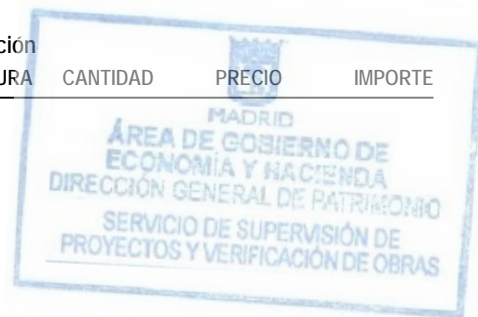 ción
URA CANTIDAD PRECIO IMPORTE
MADRID
ÁREA DE GOBIERNO DE
ECONOMÍA Y HACIENDA
DIRECCIÓN GENERAL DE PATRIMONIO
SERVICIO DE SUPERVISIÓN DE
PROYECTOS Y VERIFICACIÓN DE OBRAS